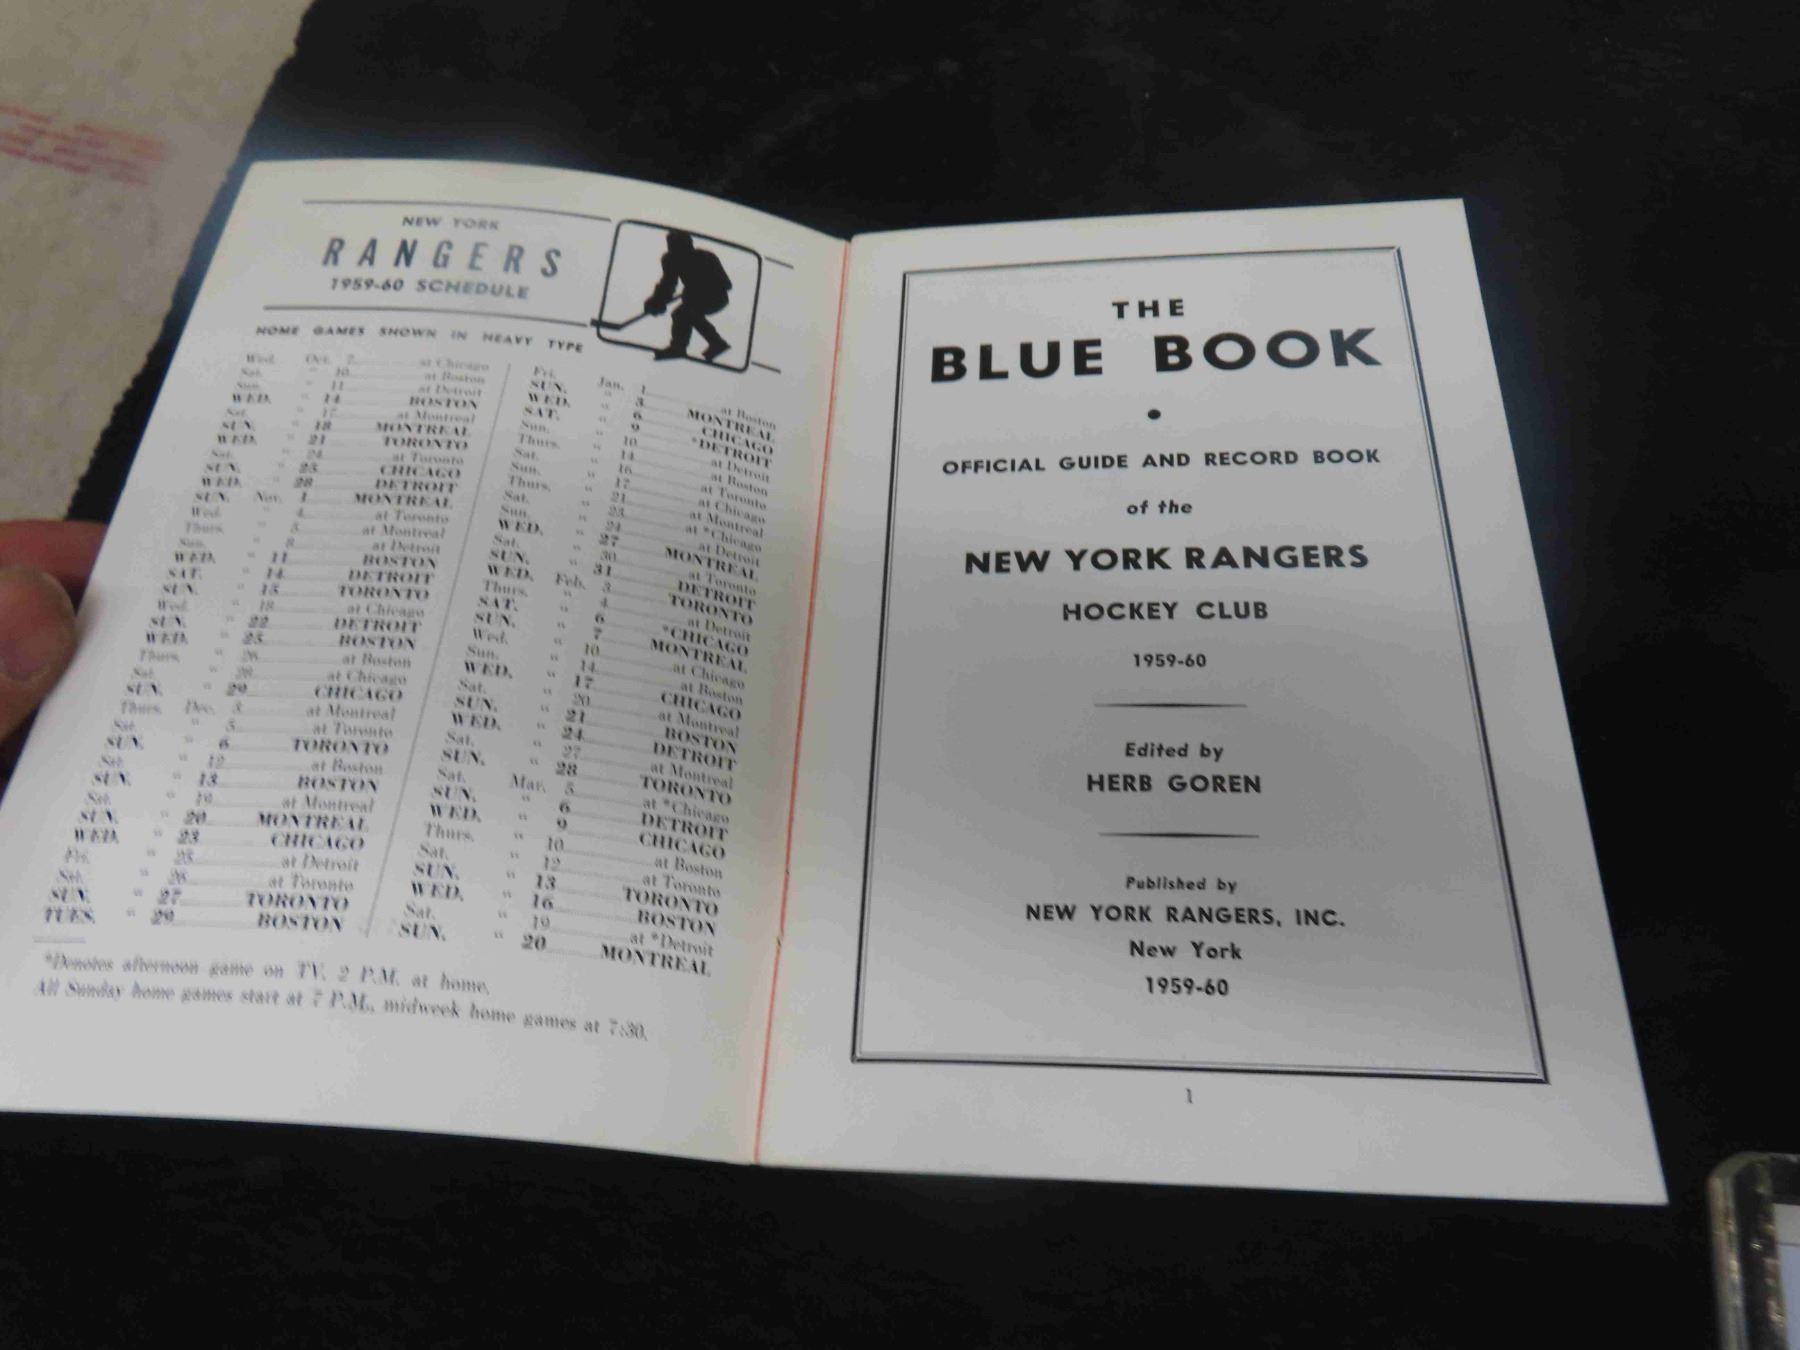 NEW YORK
RANGERS
1959-60 SCHEDULE
HOME GAMES SHOWN IN HEAVY TYPE
Wed. Oct. 7 at Chicago
Sat. " 10 at Boston
Sun. " 11 at Detroit
WED. " 14 BOSTON
Sat. " 17 at Montreal
SUN. " 18 MONTREAL
WED. " 21 TORONTO
Sat. " 24 at Toronto
SUN. " 25 CHICAGO
WED. " 28 DETROIT
SUN. Nov. 1 MONTREAL
Wed. " 4 at Toronto
Thurs. " 5 at Montreal
Sun. " 8 at Detroit
WED. " 11 BOSTON
SAT. " 14 DETROIT
SUN. " 15 TORONTO
Wed. " 18 at Chicago
SUN. " 22 DETROIT
WED. " 25 BOSTON
Thurs. " 26 at Boston
Sat. " 28 at Chicago
SUN. " 29 CHICAGO
Thurs. Dec. 3 at Montreal
Sat. " 5 at Toronto
SUN. " 6 TORONTO
Sat. " 12 at Boston
SUN. " 13 BOSTON
Sat. " 19 at Montreal
SUN. " 20 MONTREAL
WED. " 23 CHICAGO
Fri. " 25 at Detroit
Sat. " 26 at Toronto
SUN. " 27 TORONTO
TUES. " 29 BOSTON
Fri. Jan. 1 at Boston
SUN. " 3 MONTREAL
WED. " 6 CHICAGO
SAT. " 9 *DETROIT
Sun. " 10 at Detroit
Thurs. " 14 at Boston
Sat. " 16 at Toronto
Sun. " 17 at Chicago
Thurs. " 21 at Montreal
Sat. " 23 at *Chicago
Sun. " 24 at Detroit
WED. " 27 MONTREAL
Sat. " 30 at Toronto
SUN. " 31 DETROIT
WED. Feb. 3 TORONTO
Thurs. " 4 at Detroit
SAT. " 6 *CHICAGO
SUN. " 7 MONTREAL
Wed. " 10 at Chicago
Sun. " 14 at Boston
WED. " 17 CHICAGO
Sat. " 20 at Montreal
SUN. " 21 BOSTON
WED. " 24 DETROIT
Sat. " 27 at Montreal
SUN. " 28 TORONTO
Sat. Mar. 5 at *Chicago
SUN. " 6 DETROIT
WED. " 9 CHICAGO
Thurs. " 10 at Boston
Sat. " 12 at Toronto
SUN. " 13 TORONTO
WED. " 16 BOSTON
Sat. " 19 at *Detroit
SUN. " 20 MONTREAL
*Denotes afternoon game on TV, 2 P.M. at home.
All Sunday home games start at 7 P.M., midweek home games at 7:30.
THE
BLUE BOOK
•
OFFICIAL GUIDE AND RECORD BOOK
of the
NEW YORK RANGERS
HOCKEY CLUB
1959-60
Edited by
HERB GOREN
Published by
NEW YORK RANGERS, INC.
New York
1959-60
1